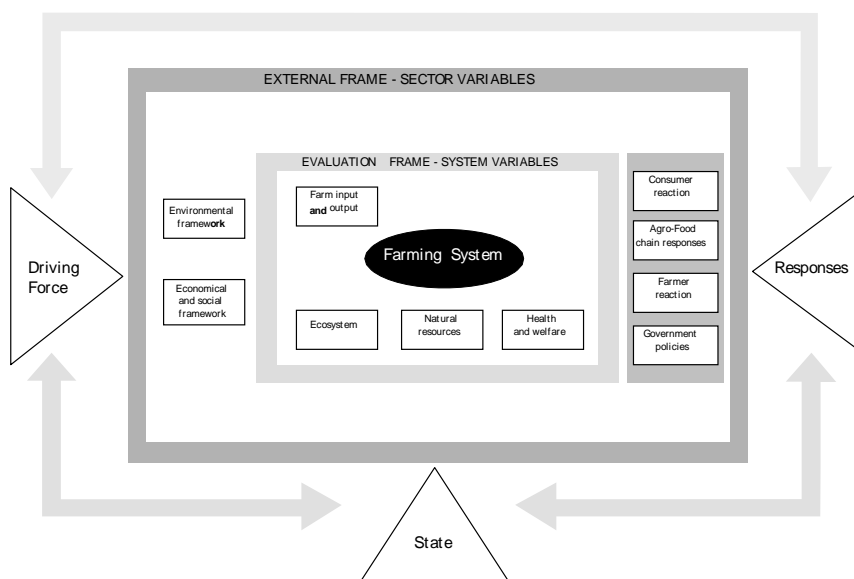 EXTERNAL FRAME - SECTOR VARIABLES
EVALUATION FRAME - SYSTEM VARIABLES
Driving
Force
Environmental
framework
Economical
and social
framework
Farm input
and output
Farming System
Ecosystem
Natural
resources
Health
and welfare
Consumer
reaction
Agro-Food
chain responses
Farmer
reaction
Government
policies
Responses
State